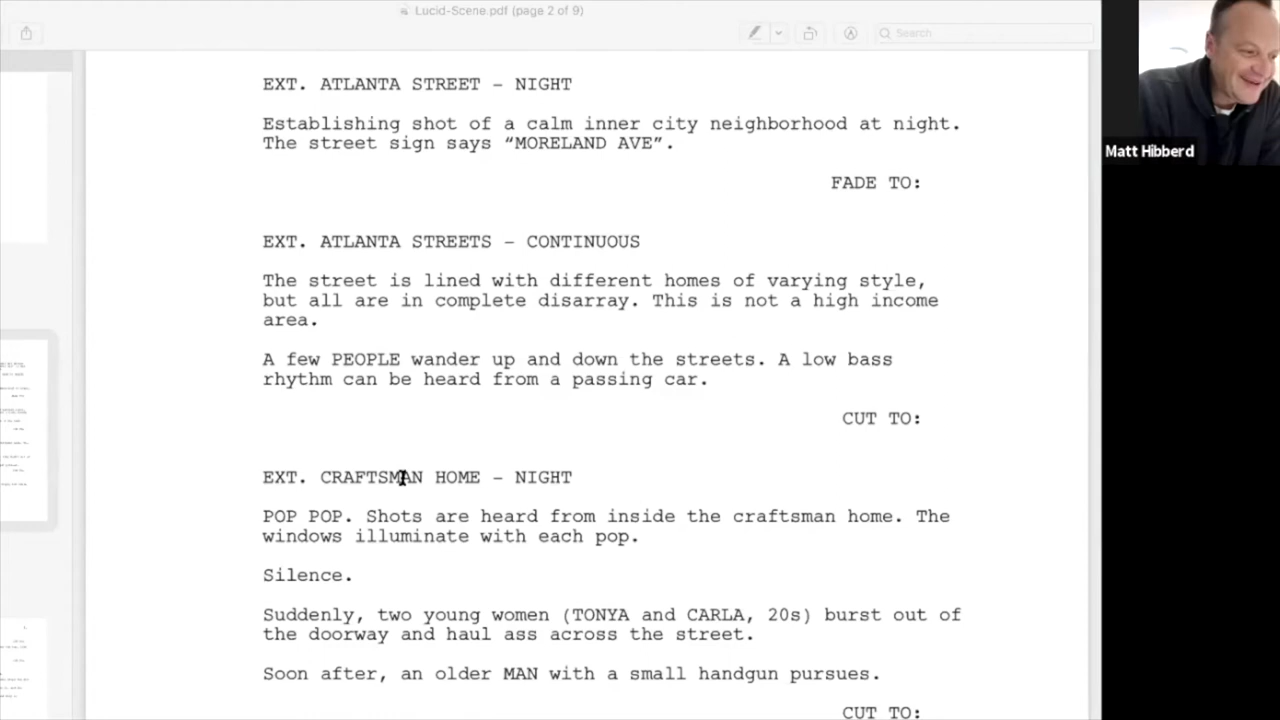 Lucid-Scene.pdf (page 2 of 9)
Search
EXT. ATLANTA STREET – NIGHT
Establishing shot of a calm inner city neighborhood at night.
The street sign says “MORELAND AVE”.
FADE TO:
EXT. ATLANTA STREETS – CONTINUOUS
The street is lined with different homes of varying style,
but all are in complete disarray. This is not a high income
area.
A few PEOPLE wander up and down the streets. A low bass
rhythm can be heard from a passing car.
CUT TO:
EXT. CRAFTSMAN HOME – NIGHT
POP POP. Shots are heard from inside the craftsman home. The
windows illuminate with each pop.
Silence.
Suddenly, two young women (TONYA and CARLA, 20s) burst out of
the doorway and haul ass across the street.
Soon after, an older MAN with a small handgun pursues.
CUT TO:
Matt Hibberd